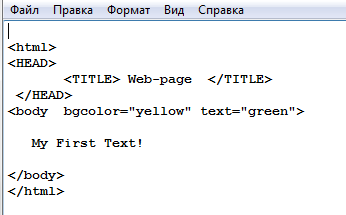 Файл Правка Формат Вид Справка
<html>
<HEAD>
<TITLE> Web-page </TITLE>
</HEAD>
<body bgcolor="yellow" text="green">
My First Text!
</body>
</html>